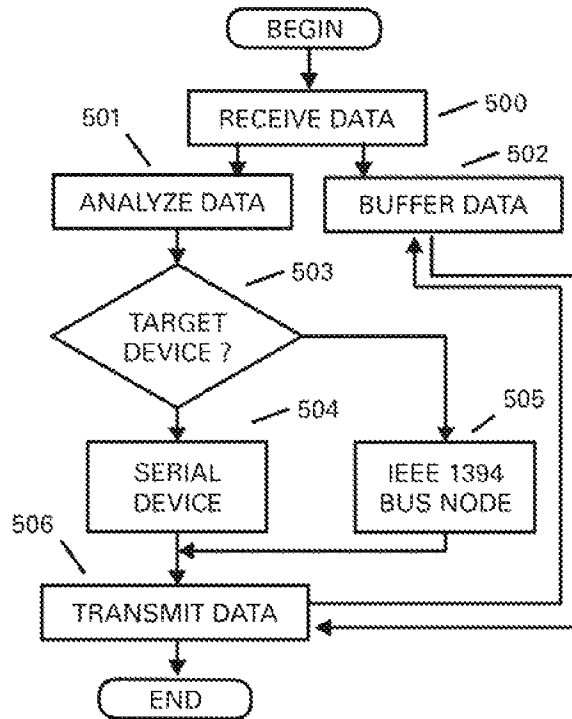 BEGIN
RECEIVE DATA
500
501
ANALYZE DATA
502
BUFFER DATA
503
TARGET
DEVICE ?
504
SERIAL
DEVICE
505
IEEE 1394
BUS NODE
506
TRANSMIT DATA
END